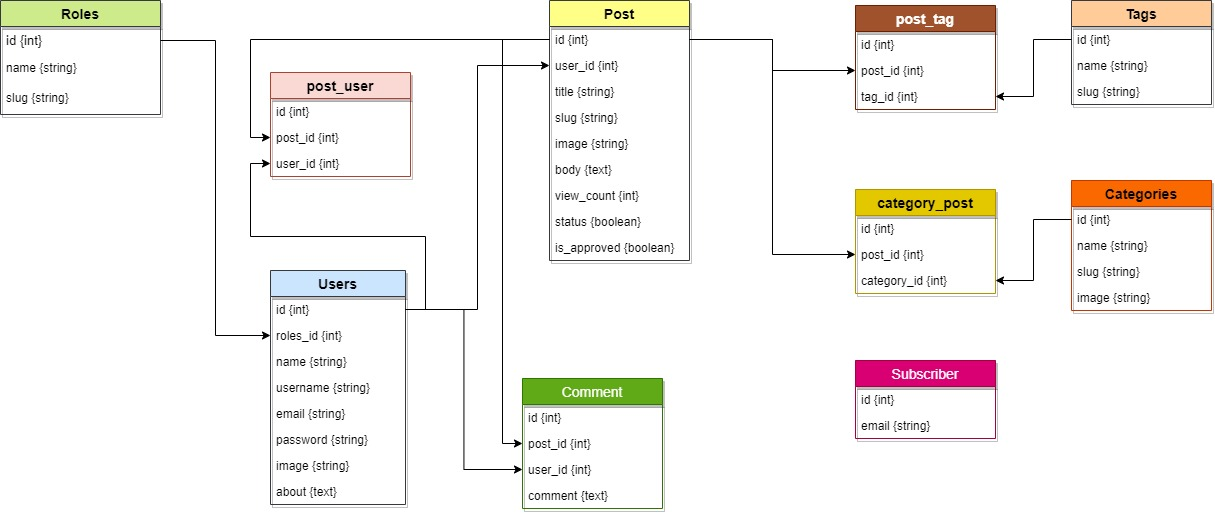 Roles
id {int}
name {string}
slug {string}
post_user
id {int}
post_id {int}
user_id {int}
Users
id {int}
roles_id {int}
name {string}
username {string}
email {string}
password {string}
image {string}
about {text}
Post
id {int}
user_id {int}
title {string}
slug {string}
image {string}
body {text}
view_count {int}
status {boolean}
is_approved {boolean}
Comment
id {int}
post_id {int}
user_id {int}
comment {text}
post_tag
id {int}
post_id {int}
tag_id {int}
Tags
id {int}
name {string}
slug {string}
category_post
id {int}
post_id {int}
category_id {int}
Categories
id {int}
name {string}
slug {string}
image {string}
Subscriber
id {int}
email {string}